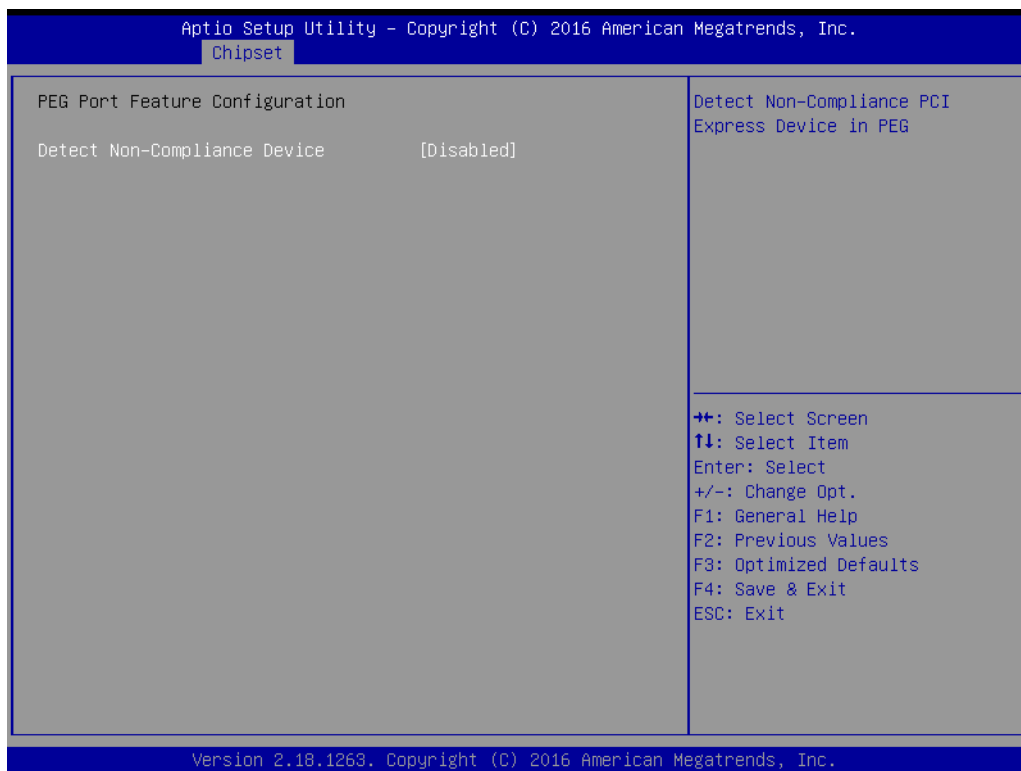 Aptio Setup Utility – Copyright (C) 2016 American Megatrends, Inc.
Chipset
PEG Port Feature Configuration
Detect Non-Compliance Device [Disabled]
Detect Non-Compliance PCI
Express Device in PEG
→←: Select Screen
↑↓: Select Item
Enter: Select
+/-: Change Opt.
F1: General Help
F2: Previous Values
F3: Optimized Defaults
F4: Save & Exit
ESC: Exit
Version 2.18.1263. Copyright (C) 2016 American Megatrends, Inc.